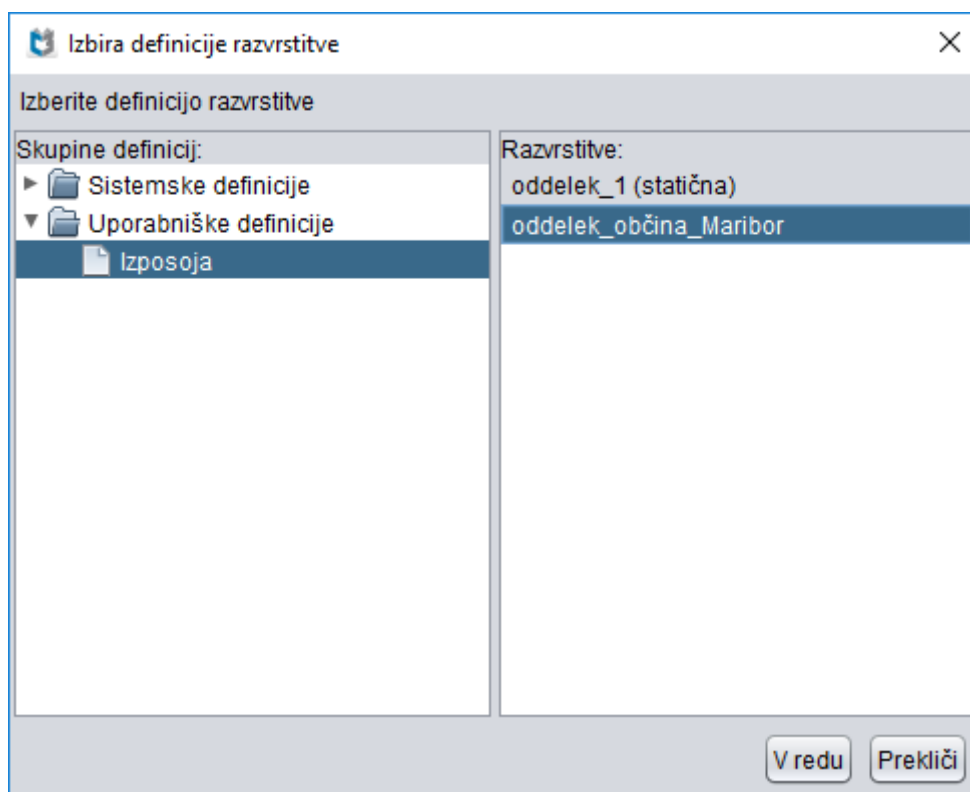 Izbira definicije razvrstitve
Izberite definicijo razvrstitve
Skupine definicij:
Sistemske definicije
Uporabniške definicije
Izposoja
Razvrstitve:
oddelek_1 (statična)
oddelek_občina_Maribor
V redu
Prekliči